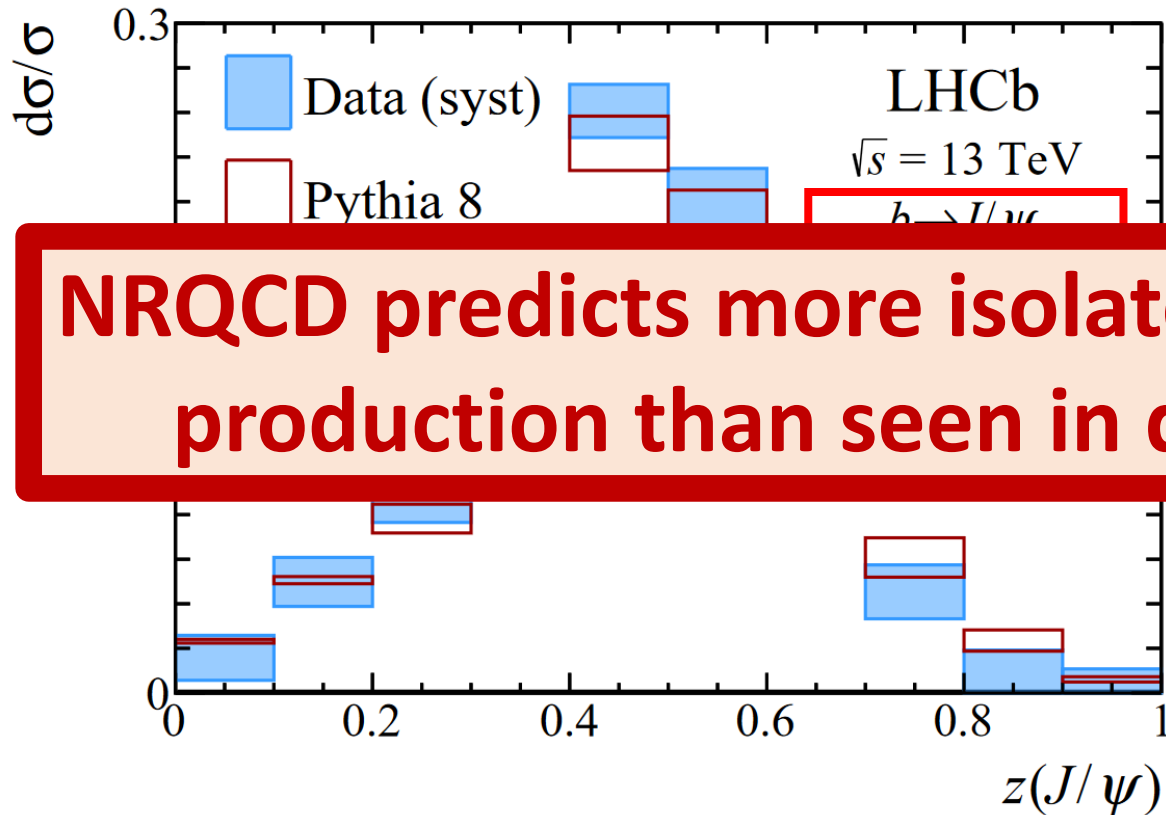 dσ/σ
0.3
Data (syst)
Pythia 8
LHCb
√s = 13 TeV
b→J/ψ
NRQCD predicts more
production than seen in
0
0 0.2 0.4 0.6 0.8 1
z(J/ψ)